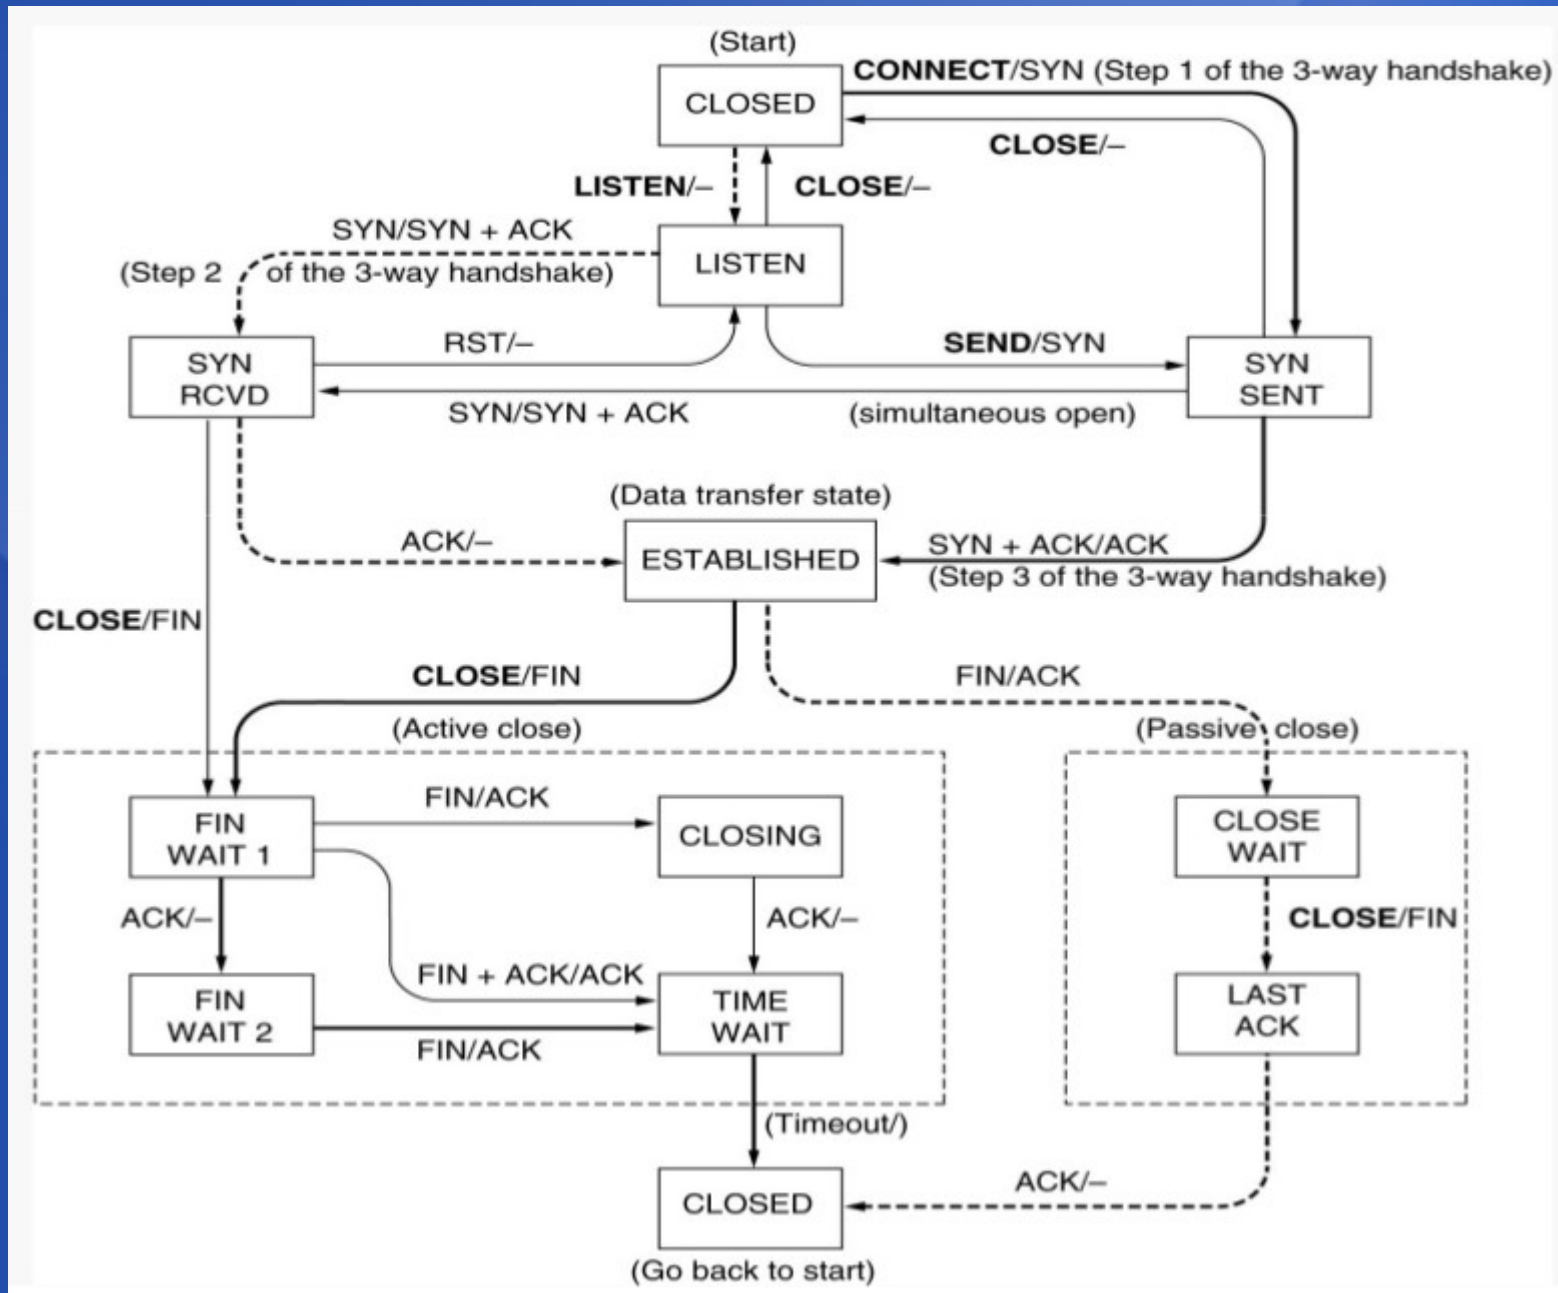 (Start)
CLOSED
CONNECT/SYN (Step 1 of the 3-way handshake)
CLOSE/–
LISTEN/–
CLOSE/–
SYN/SYN + ACK
(Step 2 of the 3-way handshake)
LISTEN
RST/–
SEND/SYN
SYN
RCVD
SYN
SENT
SYN/SYN + ACK
(simultaneous open)
(Data transfer state)
ACK/–
ESTABLISHED
SYN + ACK/ACK
(Step 3 of the 3-way handshake)
CLOSE/FIN
CLOSE/FIN
FIN/ACK
(Active close)
(Passive close)
FIN
WAIT 1
FIN/ACK
CLOSING
CLOSE
WAIT
ACK/–
ACK/–
CLOSE/FIN
FIN + ACK/ACK
FIN
WAIT 2
TIME
WAIT
LAST
ACK
FIN/ACK
(Timeout/)
ACK/–
CLOSED
(Go back to start)